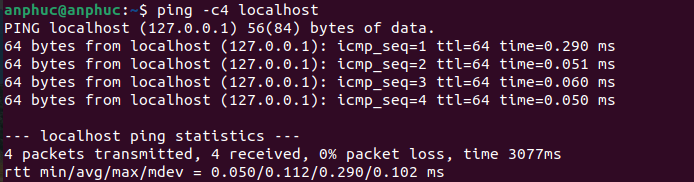 anphuc@anphuc:~$ ping -c4 localhost
PING localhost (127.0.0.1) 56(84) bytes of data.
64 bytes from localhost (127.0.0.1): icmp_seq=1 ttl=64 time=0.290 ms
64 bytes from localhost (127.0.0.1): icmp_seq=2 ttl=64 time=0.051 ms
64 bytes from localhost (127.0.0.1): icmp_seq=3 ttl=64 time=0.060 ms
64 bytes from localhost (127.0.0.1): icmp_seq=4 ttl=64 time=0.050 ms
--- localhost ping statistics ---
4 packets transmitted, 4 received, 0% packet loss, time 3077ms
rtt min/avg/max/mdev = 0.050/0.112/0.290/0.102 ms